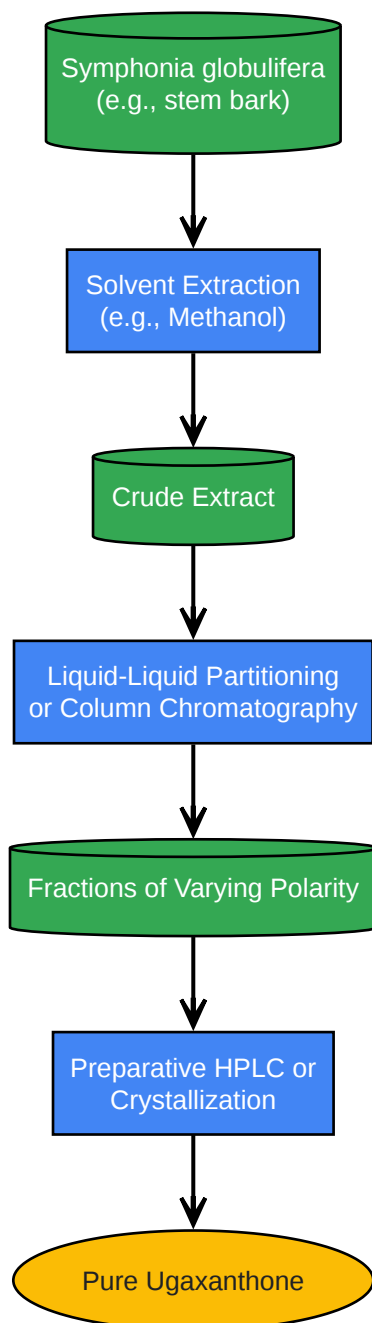 Symphonia globulifera
(e.g., stem bark)
Solvent Extraction
(e.g., Methanol)
Crude Extract
Liquid-Liquid Partitioning
or Column Chromatography
Fractions of Varying Polarity
Preparative HPLC or
Crystallization
Pure Ugaxanthone